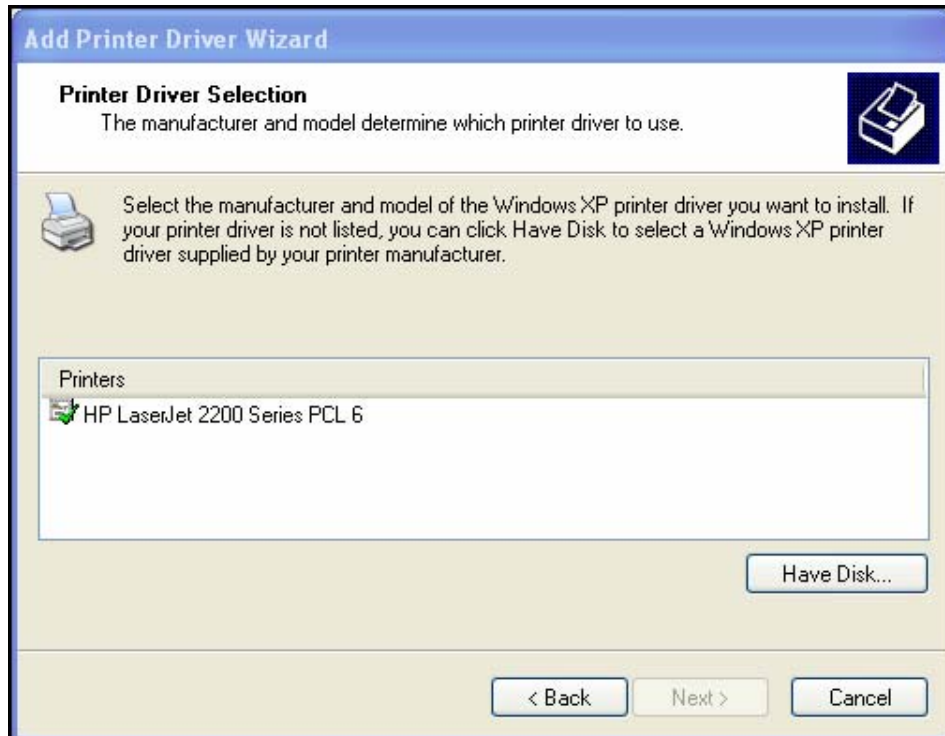 Add Printer Driver Wizard
Printer Driver Selection
The manufacturer and model determine which printer driver to use.
Select the manufacturer and model of the Windows XP printer driver you want to install. If
your printer driver is not listed, you can click Have Disk to select a Windows XP printer
driver supplied by your printer manufacturer.
Printers
HP LaserJet 2200 Series PCL 6
Have Disk...
< Back Next > Cancel